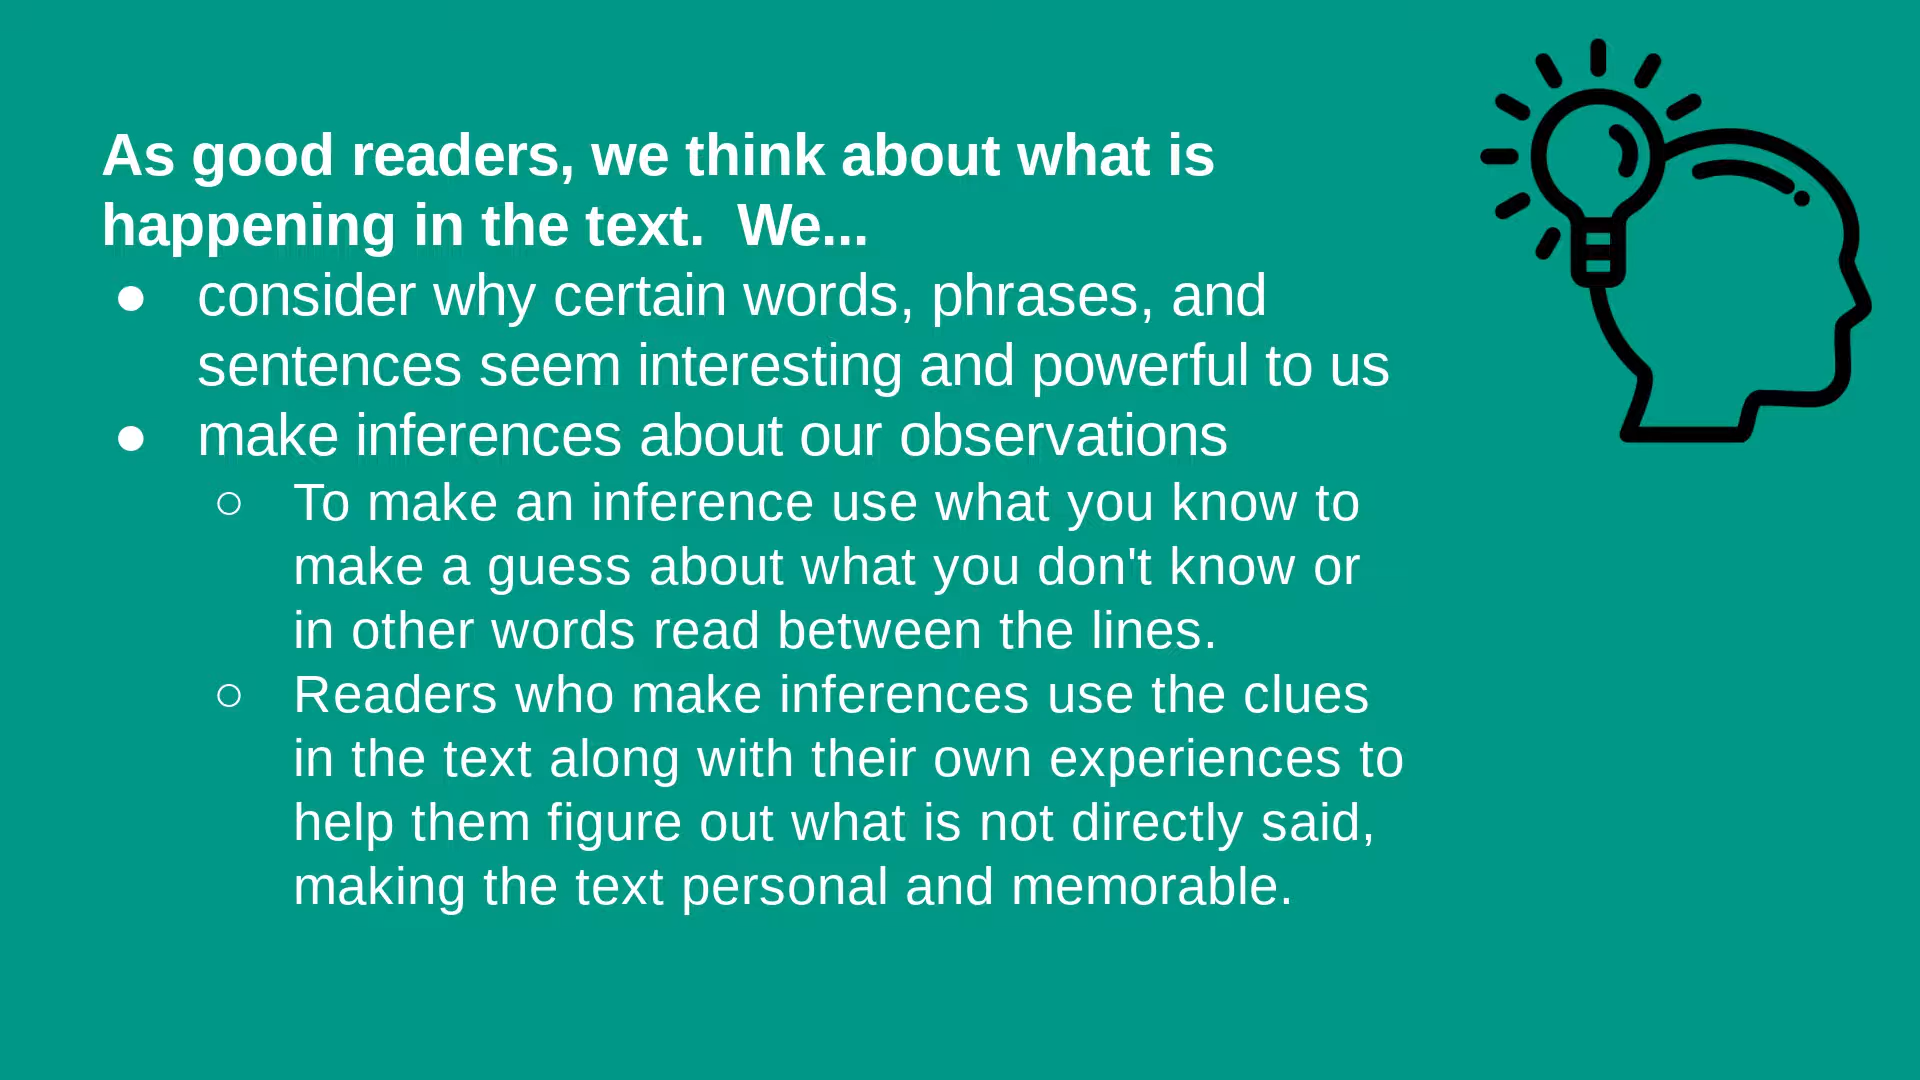 As good readers, we think about what is
happening in the text.  We...
● consider why certain words, phrases, and
sentences seem interesting and powerful to us
● make inferences about our observations
○ To make an inference use what you know to
make a guess about what you don't know or
in other words read between the lines.
○ Readers who make inferences use the clues
in the text along with their own experiences to
help them figure out what is not directly said,
making the text personal and memorable.